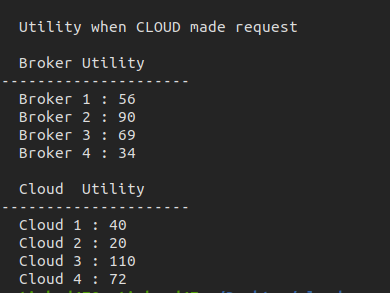 Utility when CLOUD made request
Broker Utility
---------------------
Broker 1 : 56
Broker 2 : 90
Broker 3 : 69
Broker 4 : 34
Cloud  Utility
---------------------
Cloud 1 : 40
Cloud 2 : 20
Cloud 3 : 110
Cloud 4 : 72